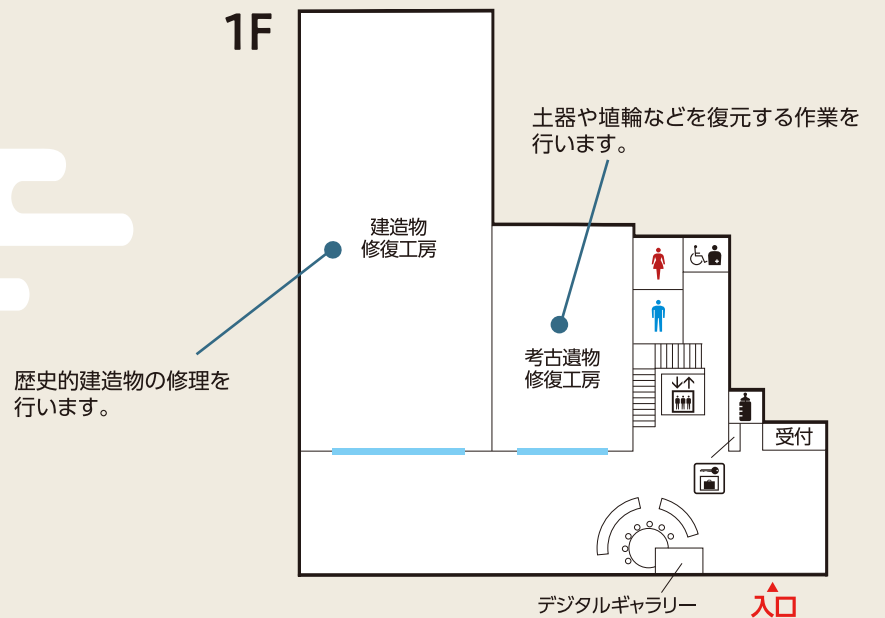 1F
土器や埴輪などを復元する作業を
行います。
建造物
修復工房
考古遺物
修復工房
歴史的建造物の修理を
行います。
受付
デジタルギャラリー
入口